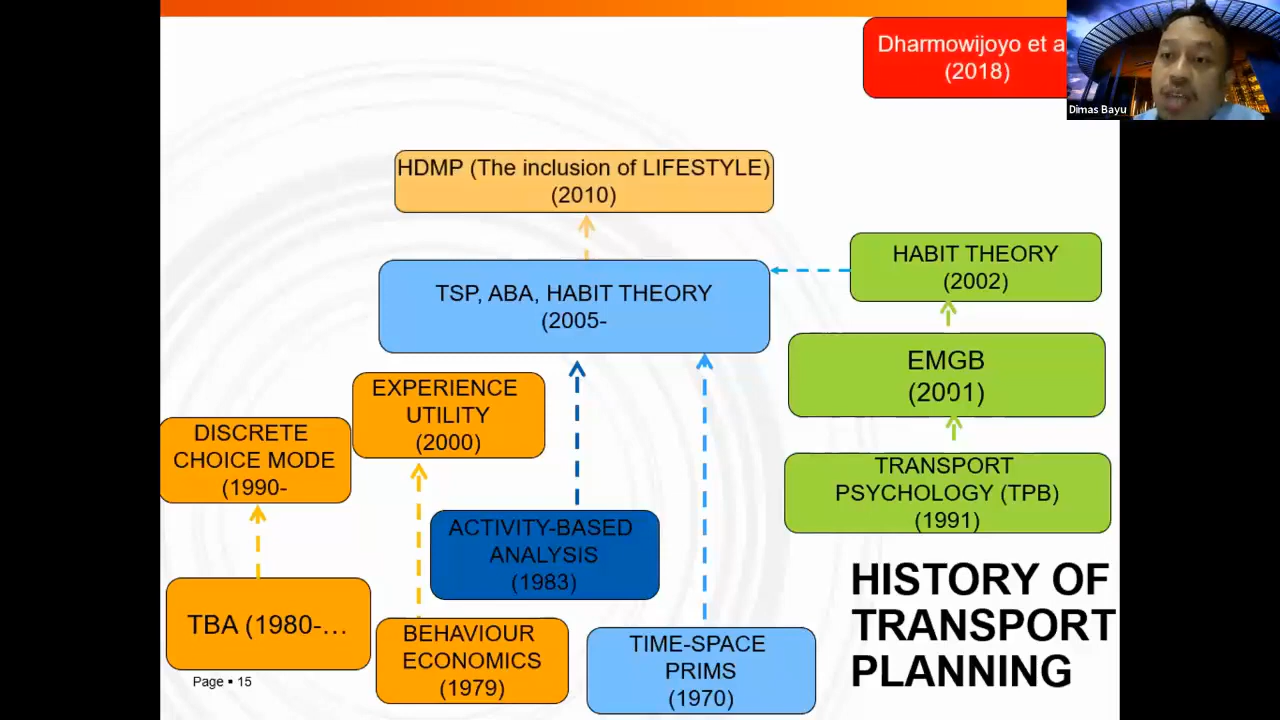 Dharmowijoyo et a
(2018)
Dimas Bayu
HDMP (The inclusion of LIFESTYLE)
(2010)
HABIT THEORY
(2002)
TSP, ABA, HABIT THEORY
(2005-
EMGB
(2001)
EXPERIENCE
UTILITY
(2000)
DISCRETE
CHOICE MODE
(1990-
TRANSPORT
PSYCHOLOGY (TPB)
(1991)
ACTIVITY-BASED
ANALYSIS
(1983)
HISTORY OF
TRANSPORT
PLANNING
TBA (1980-...
BEHAVIOUR
ECONOMICS
(1979)
TIME-SPACE
PRIMS
(1970)
Page ▪ 15